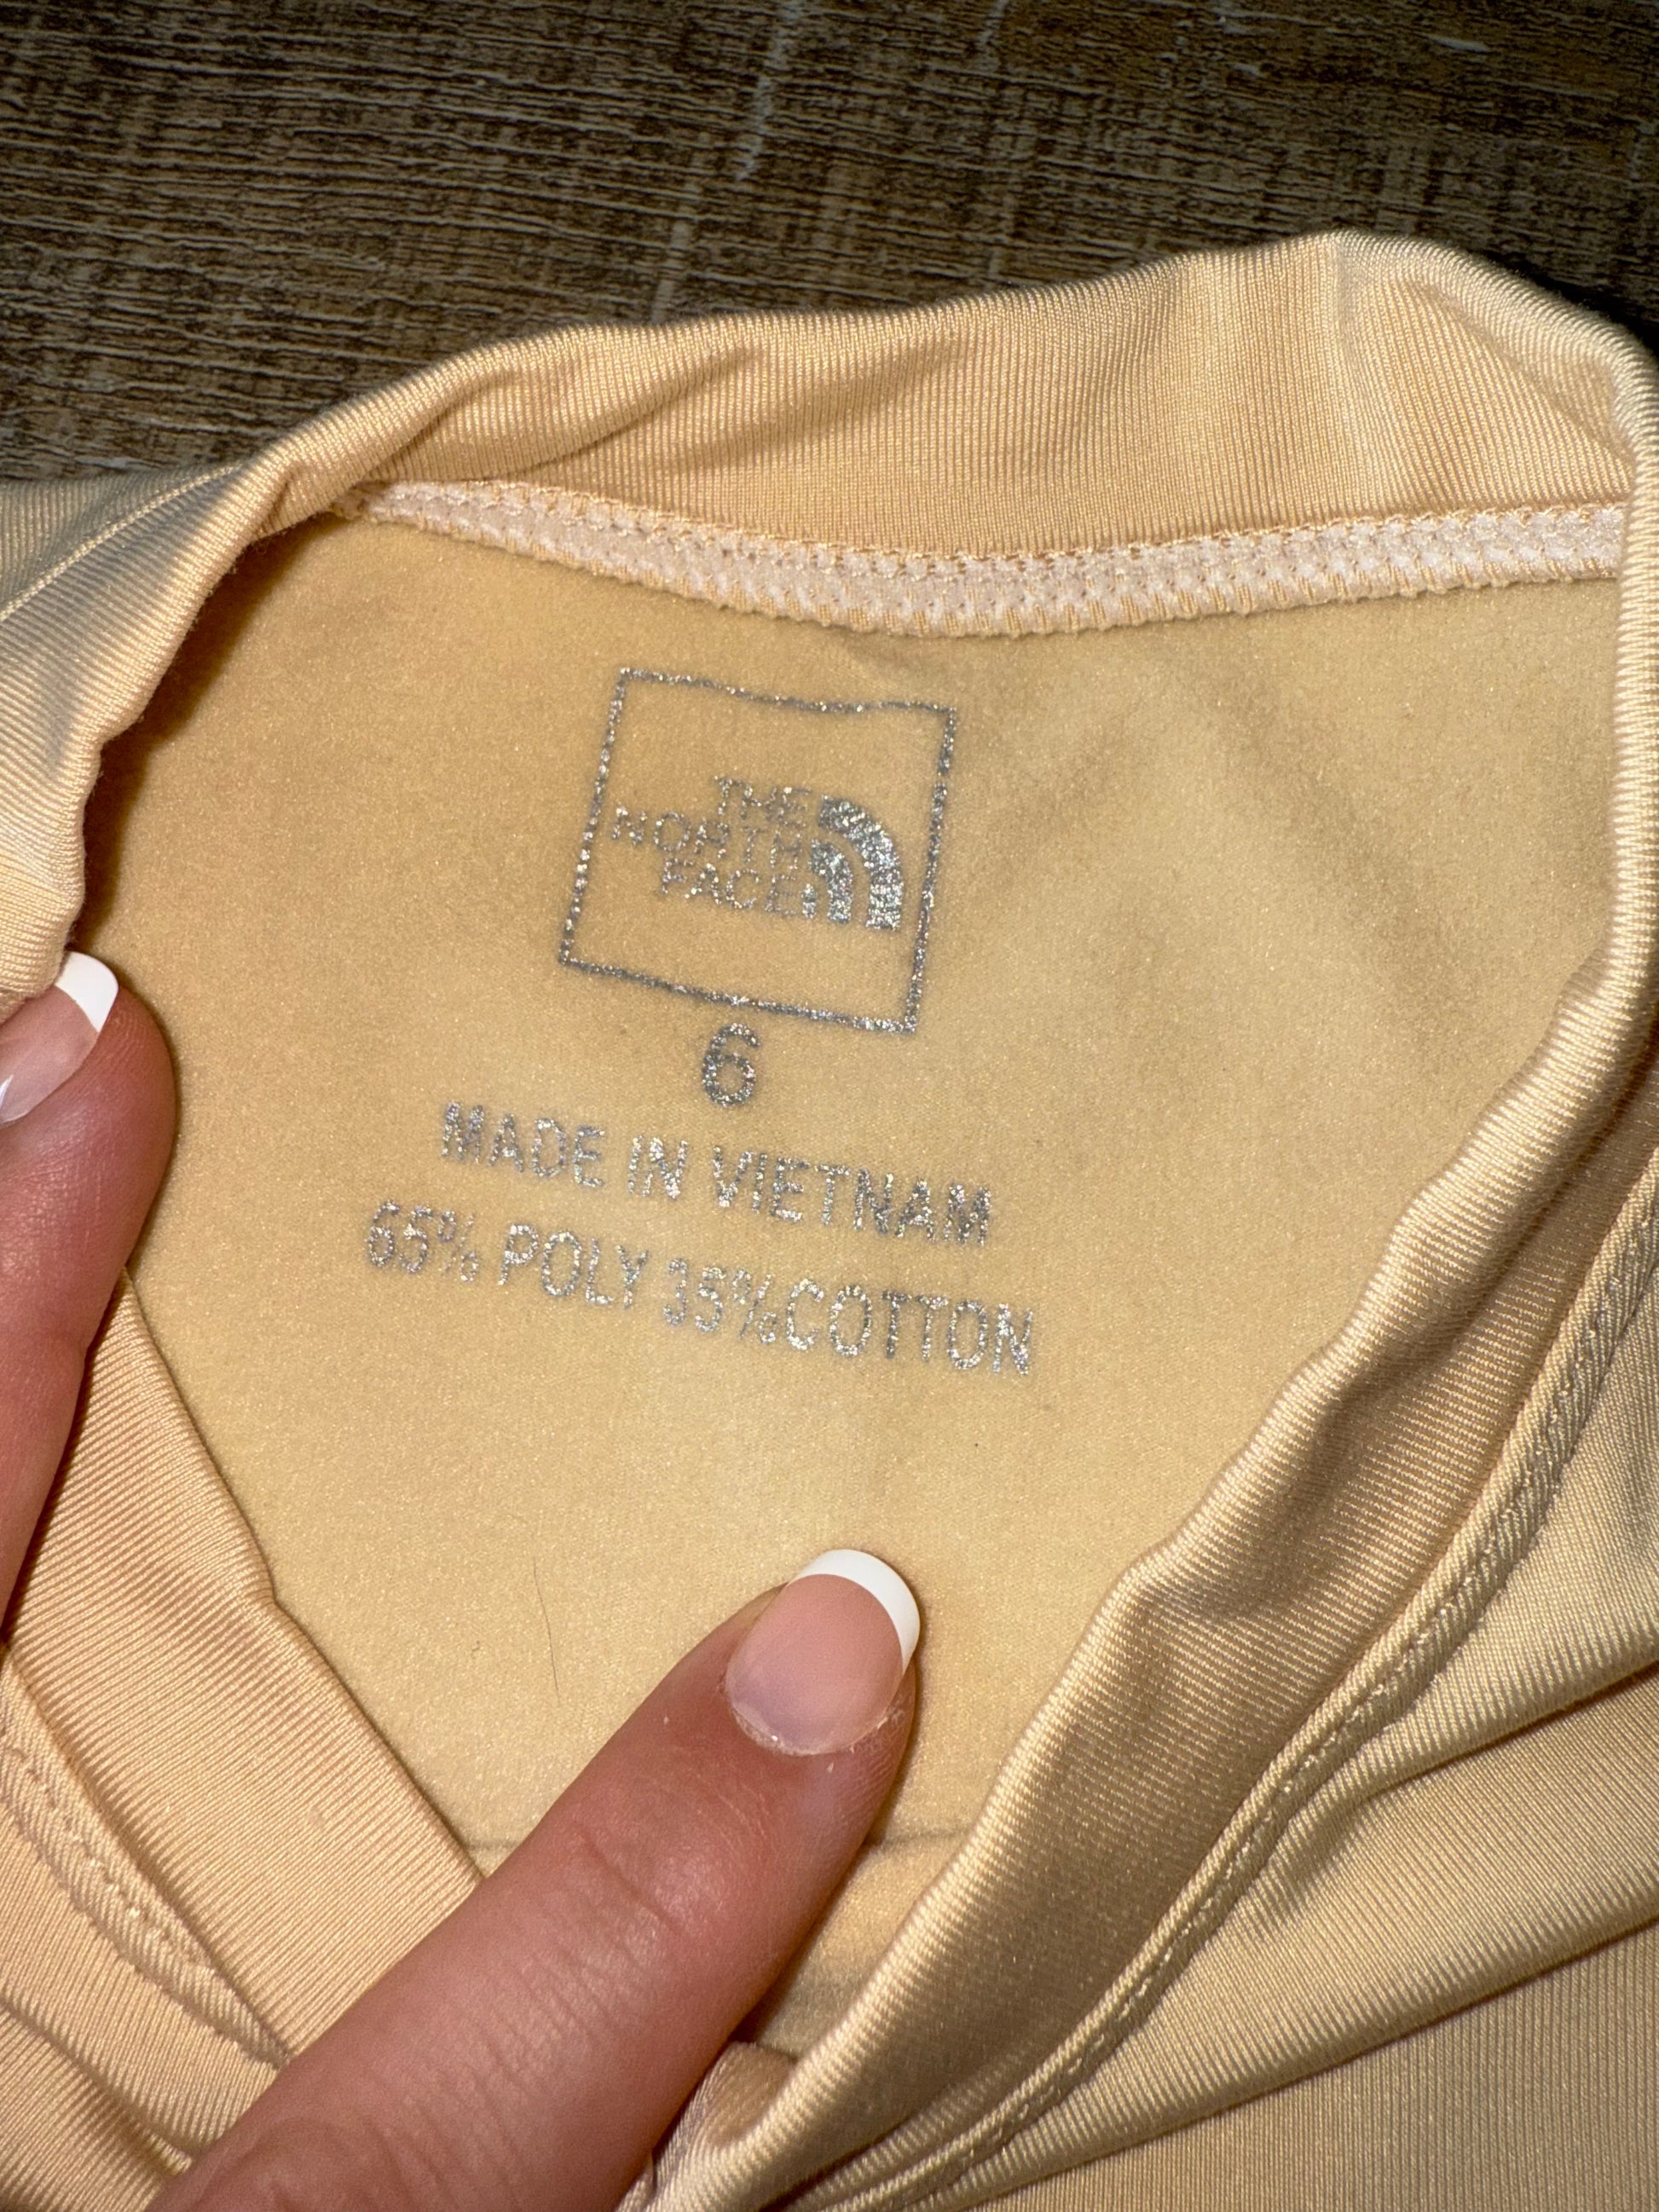 THE
NORTH
FACE
6
MADE IN VIETNAM
65% POLY 35%COTTON